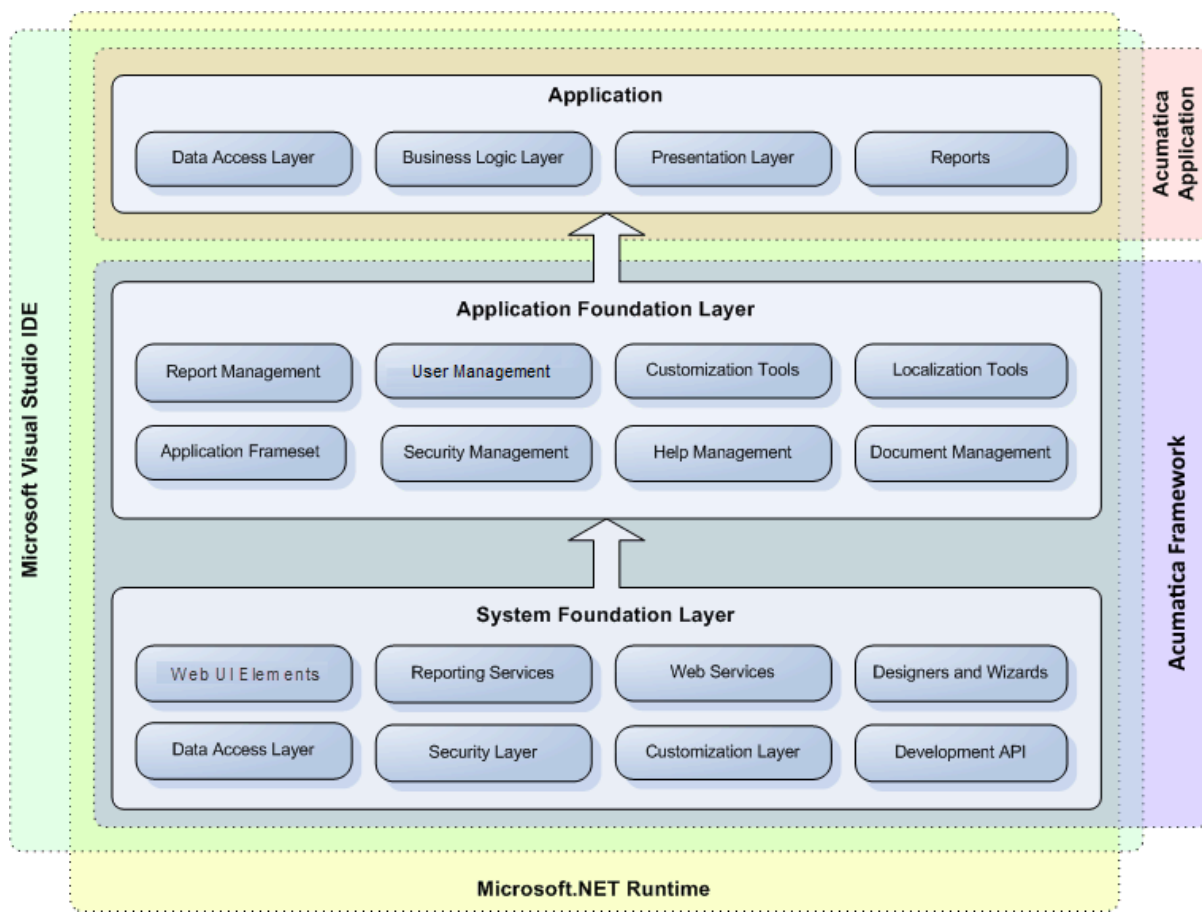 Application
Data Access Layer
Business Logic Layer
Presentation Layer
Reports
Acumatica
Application
Application Foundation Layer
Report Management
User Management
Customization Tools
Localization Tools
Application Frameset
Security Management
Help Management
Document Management
Microsoft Visual Studio IDE
Acumatica Framework
System Foundation Layer
Web UI Elements
Reporting Services
Web Services
Designers and Wizards
Data Access Layer
Security Layer
Customization Layer
Development API
Microsoft.NET Runtime